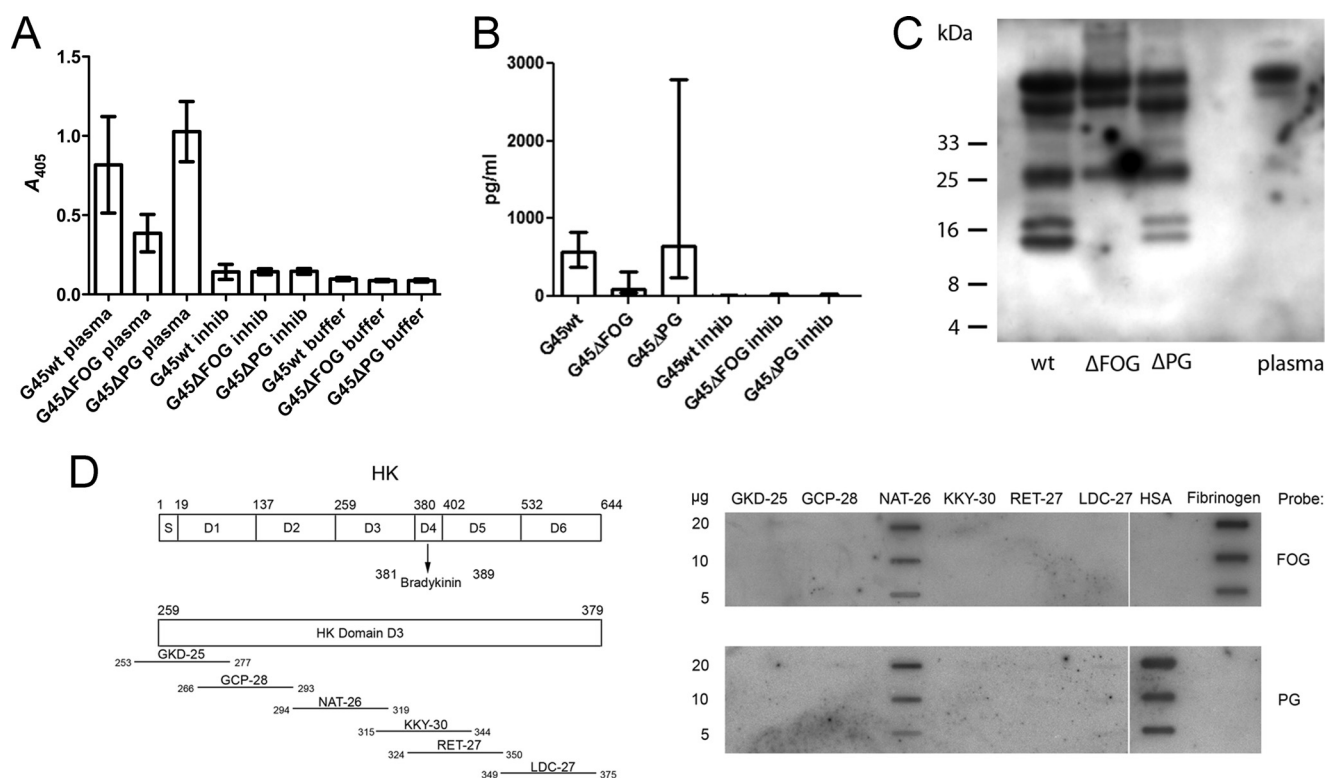 A
1.5
1.0
0.5
0.0
A405
G45wt plasma
G45ΔFOG plasma
G45ΔPG plasma
G45wt inhib
G45ΔFOG inhib
G45ΔPG inhib
G45wt buffer
G45ΔFOG buffer
G45ΔPG buffer
B
3000
2000
1000
0
pg/ml
G45wt
G45ΔFOG
G45ΔPG
G45wt inhib
G45ΔFOG inhib
G45ΔPG inhib
C
kDa
33
25
16
8
4
wt ΔFOG ΔPG plasma
D
HK
1 19 137 259 380 402 532 644
S D1 D2 D3 D4 D5 D6
381 Bradykinin 489
259 379
HK Domain D3
GKD-25
253 277
GCP-28
266 293
NAT-26
294 319
KKY-30
315 344
RET-27
324 350
LDC-27
349 375
µg GKD-25 GCP-28 NAT-26 KKY-30 RET-27 LDC-27 HSA Fibrinogen Probe:
20
10
5
FOG
20
10
5
PG